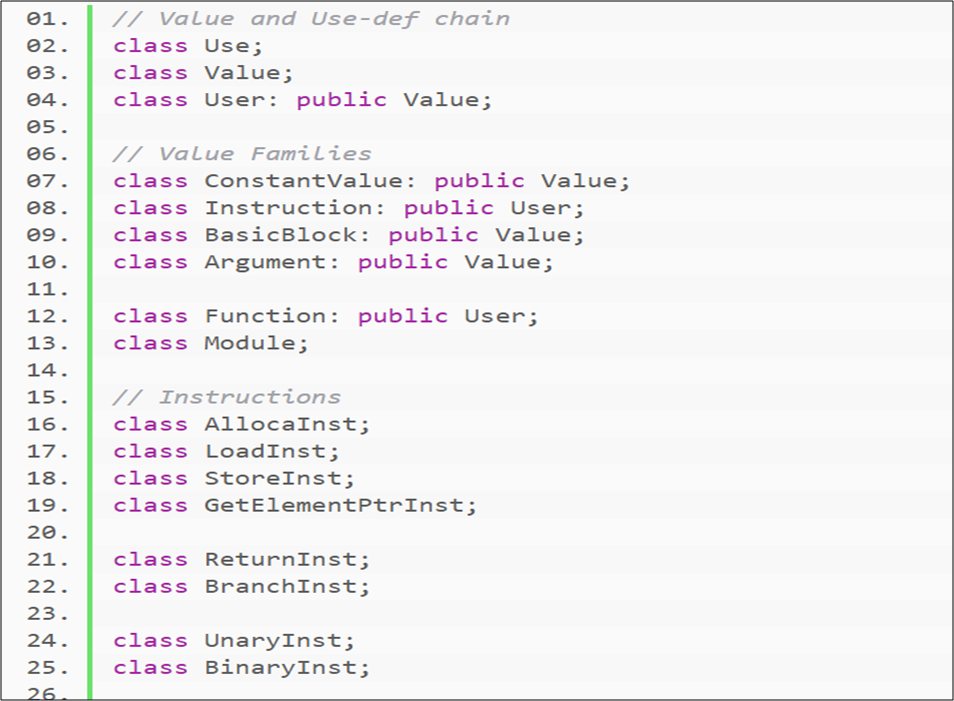 01. // Value and Use-def chain
02. class Use;
03. class Value;
04. class User: public Value;
05.
06. // Value Families
07. class ConstantValue: public Value;
08. class Instruction: public User;
09. class BasicBlock: public Value;
10. class Argument: public Value;
11.
12. class Function: public User;
13. class Module;
14.
15. // Instructions
16. class AllocaInst;
17. class LoadInst;
18. class StoreInst;
19. class GetElementPtrInst;
20.
21. class ReturnInst;
22. class BranchInst;
23.
24. class UnaryInst;
25. class BinaryInst;
26.